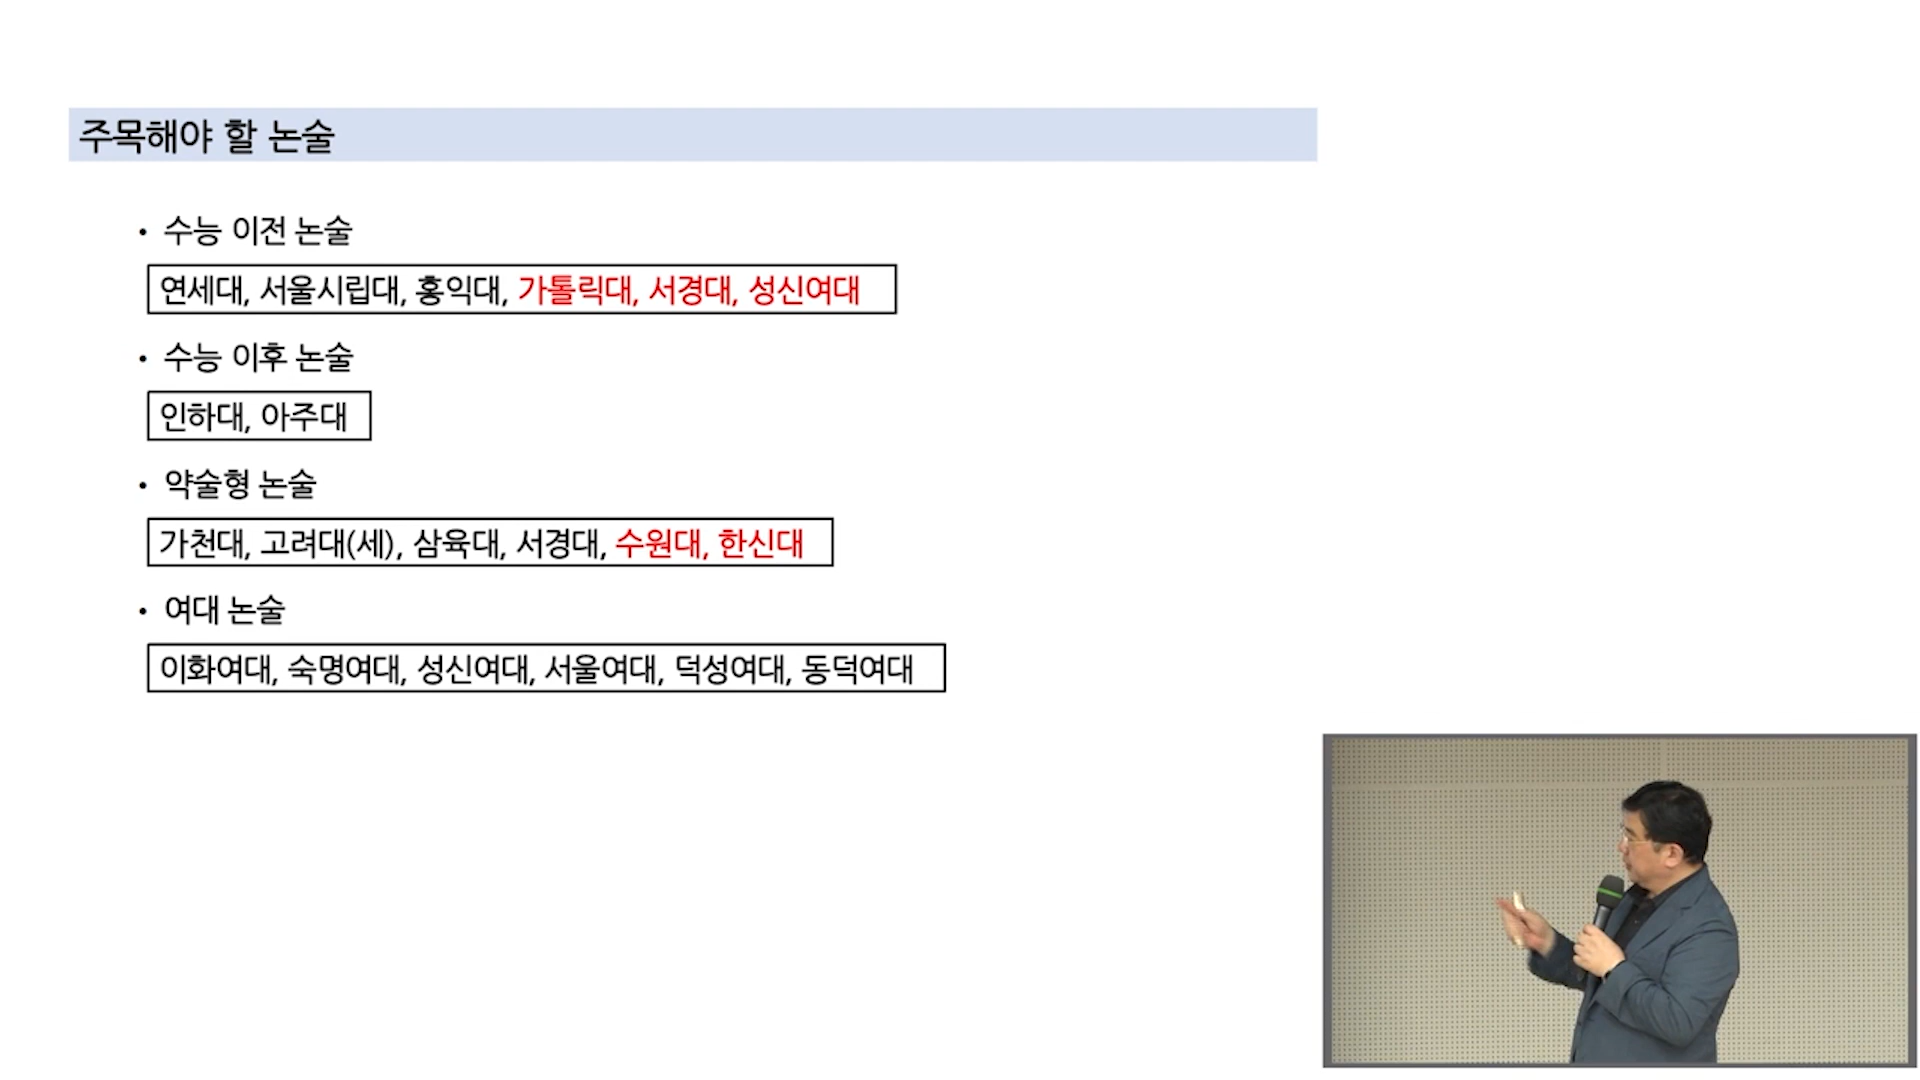 주목해야 할 논술
• 수능 이전 논술
연세대, 서울시립대, 홍익대, 가톨릭대, 서경대, 성신여대
• 수능 이후 논술
인하대, 아주대
• 약술형 논술
가천대, 고려대(세), 삼육대, 서경대, 수원대, 한신대
• 여대 논술
이화여대, 숙명여대, 성신여대, 서울여대, 덕성여대, 동덕여대